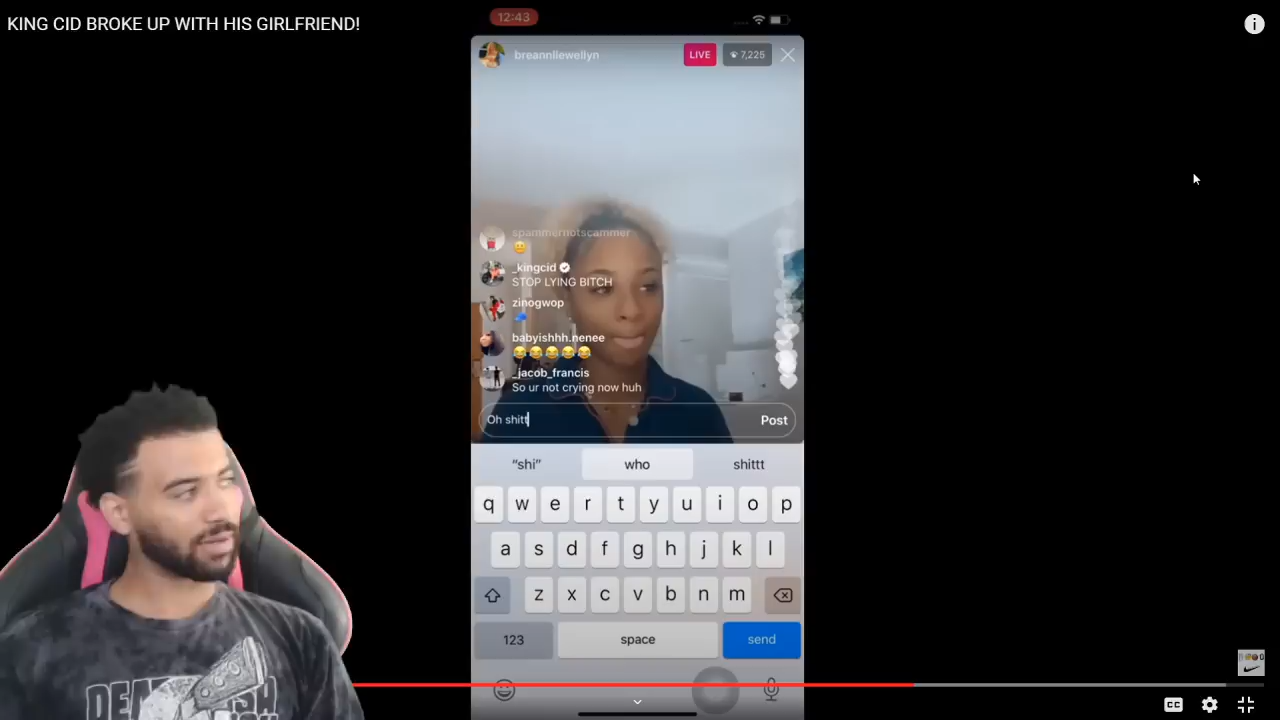 KING CID BROKE UP WITH HIS GIRLFRIEND!
12:43
breannllewellyn
LIVE
7,225
spammernotscammer
_kingcid
STOP LYING BITCH
zinogwop
babyishhh.nenee
_jacob_francis
So ur not crying now huh
Oh shitt
Post
"shi"
who
shittt
q w e r t y u i o p
a s d f g h j k l
z x c v b n m
123
space
send
CC